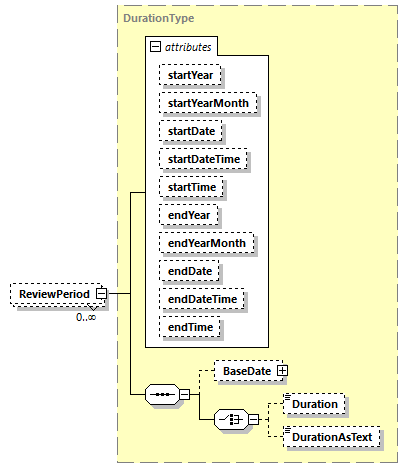 DurationType
attributes
startYear
startYearMonth
startDate
startDateTime
startTime
endYear
endYearMonth
endDate
endDateTime
endTime
ReviewPeriod
0..∞
BaseDate
Duration
DurationAsText